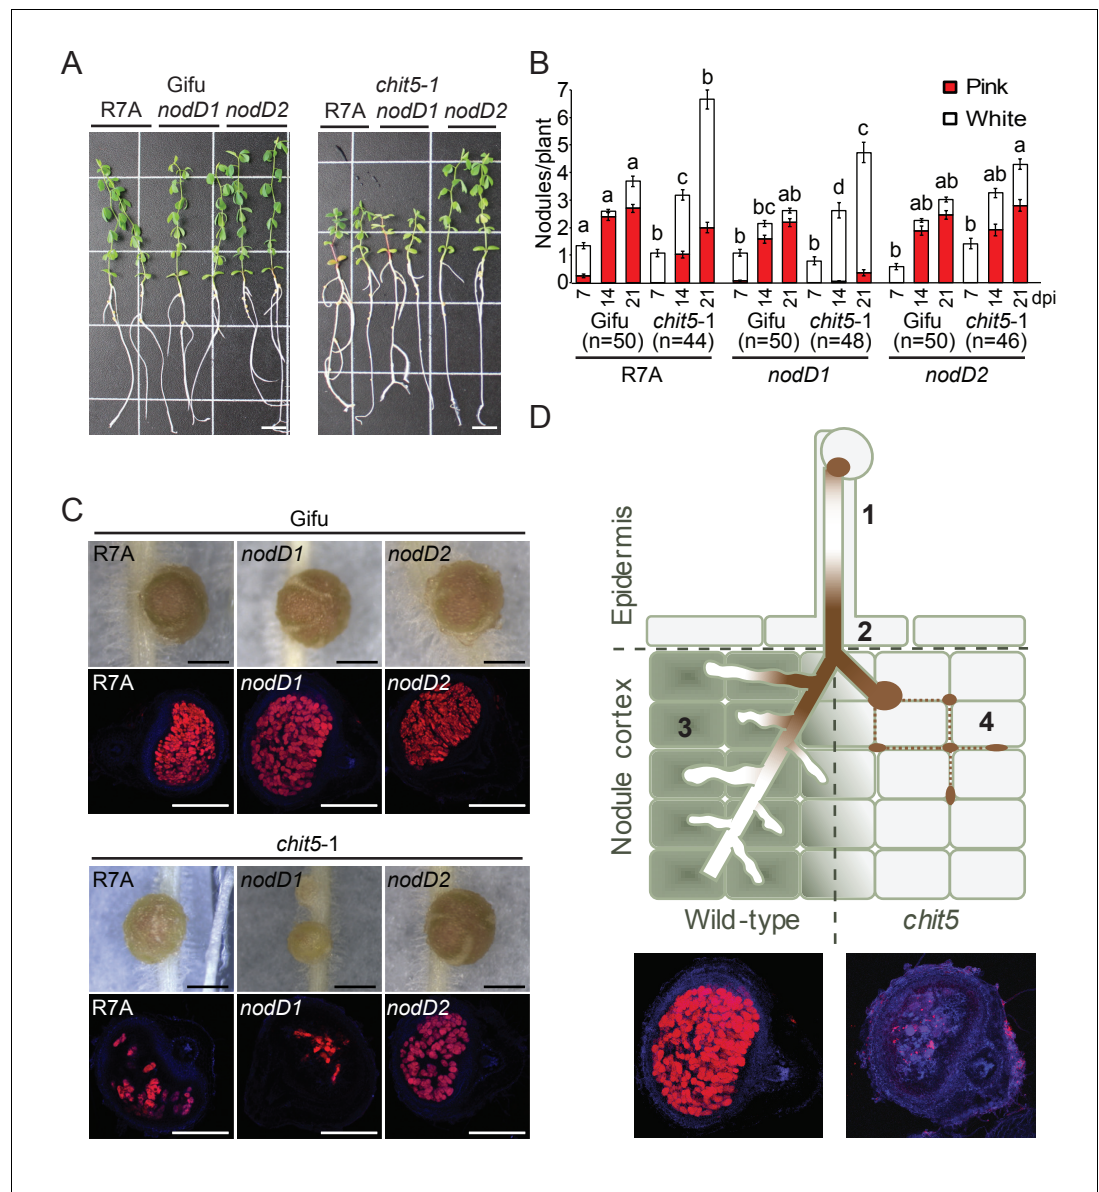 A
Gifu
R7A nodD1 nodD2
chit5-1
R7A nodD1 nodD2
B
Nodules/plant
7
6
5
4
3
2
1
0
Pink
White
a a a b c b b bc ab b d c b ab ab b ab a
7 14 21 7 14 21 7 14 21 7 14 21 7 14 21 7 14 21 dpi
Gifu chit5-1 Gifu chit5-1 Gifu chit5-1
(n=50) (n=44) (n=50) (n=48) (n=50) (n=46)
R7A nodD1 nodD2
C
Gifu
R7A nodD1 nodD2
R7A nodD1 nodD2
chit5-1
R7A nodD1 nodD2
R7A nodD1 nodD2
D
Epidermis
Nodule cortex
1
2
3
4
Wild-type chit5